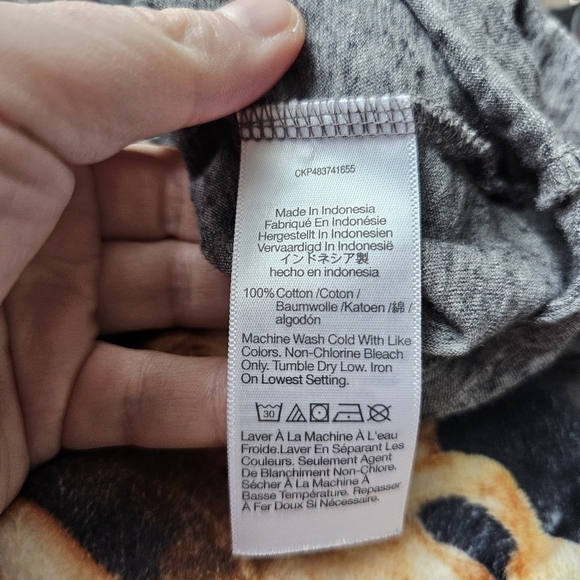 CKP483741655
Made In Indonesia
Fabriqué En Indonésie
Hergestellt In Indonesien
Vervaardigd In Indonesië
インドネシア製
hecho en indonesia
100% Cotton /Coton /
Baumwolle /Katoen /綿 /
algodón
Machine Wash Cold With Like
Colors. Non-Chlorine Bleach
Only. Tumble Dry Low. Iron
On Lowest Setting.
30
Laver À La Machine À L'eau
Froide.Laver En Séparant Les
Couleurs. Seulement Agent
De Blanchiment Non-Chlore.
Sécher À La Machine À
Basse Température. Repasser
À Fer Doux Si Nécessaire.